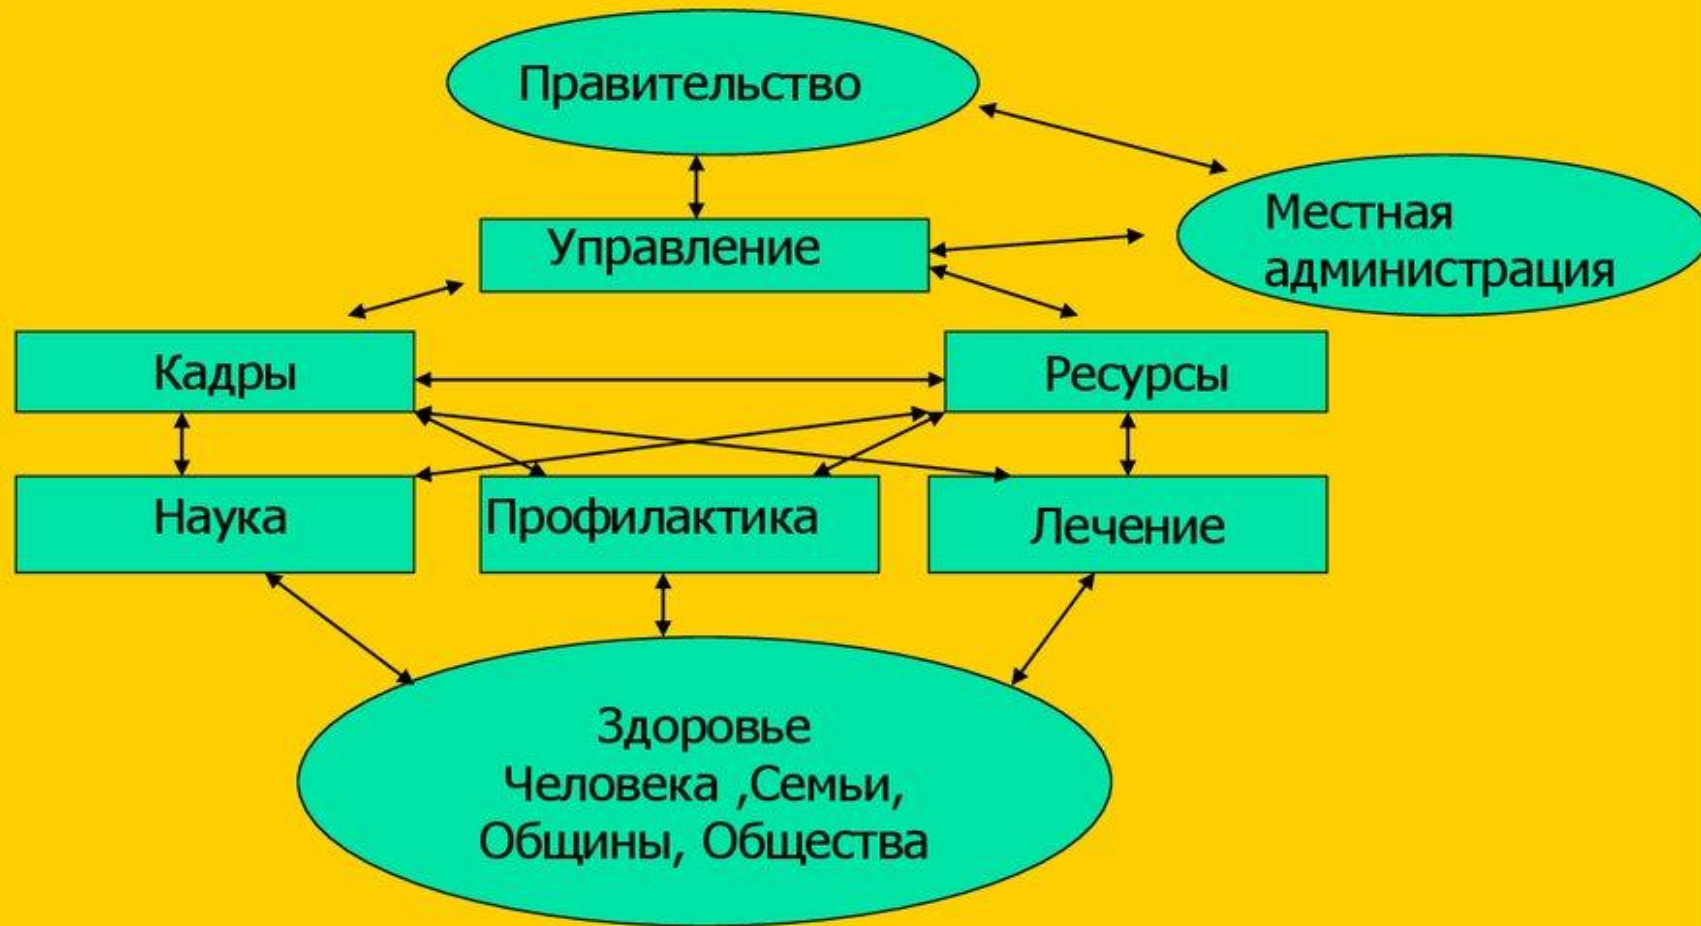 Правительство
Местная
администрация
Управление
Кадры
Ресурсы
Наука
Профилактика
Лечение
Здоровье
Человека ,Семьи,
Общины, Общества